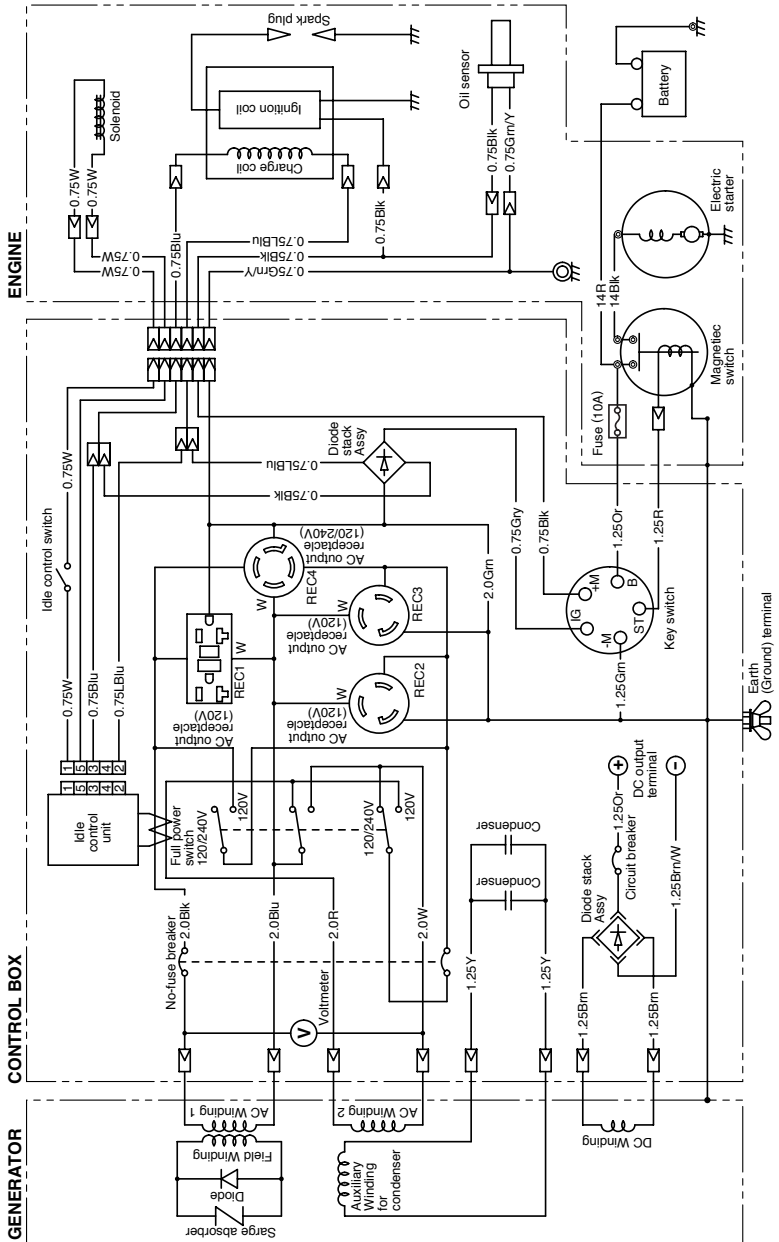 ENGINE
Spark plug
Solenoid
0.75W
0.75W
Ignition coil
Charge coil
Oil sensor
0.75Blk
0.75Grn/Y
Battery
0.75W
0.75W
0.75Blu
0.75LBlu
0.75Blk
0.75Grn/Y
0.75Blk
14R
14Blk
Electric
starter
Magnetiec
switch
Fuse (10A)
CONTROL BOX
Idle control switch
0.75W
0.75W
0.75Blu
0.75LBlu
1
5
3
4
2
1
5
3
4
2
Idle
control
unit
Diode
stack
Assy
0.75LBlu
0.75Blk
0.75Gry
0.75Blk
1.25Or
1.25R
2.0Grn
AC output
receptacle
(120/240V)
REC4
W
AC output
receptacle
(120V)
REC3
W
AC output
receptacle
(120V)
REC2
W
AC output
receptacle
(120V)
REC1
W
IG
+M
B
ST
-M
Key switch
1.25Grn
Earth
(Ground) terminal
Full power
switch
120/240V
120V
120/240V
120V
No-fuse breaker
2.0Blk
2.0Blu
2.0R
2.0W
Voltmeter
V
Condenser
Condenser
1.25Y
1.25Y
Diode stack
Assy
Circuit breaker
1.25Or
1.25Brn/W
+
DC output
terminal
−
1.25Brn
1.25Brn
GENERATOR
AC Winding 1
Field Winding
Diode
Sarge absorber
AC Winding 2
Auxiliary
Winding
for
condenser
DC Winding